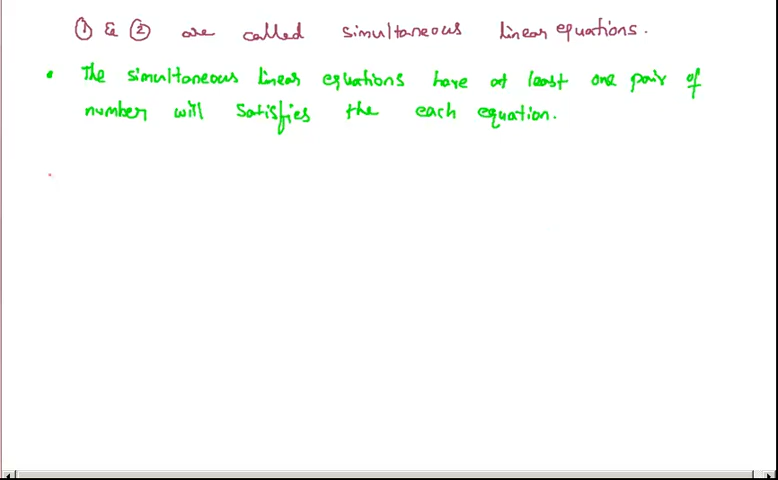 ① & ② are called simultaneous linear equations.
• The simultaneous linear equations have at least one pair of
number will satisfies the each equation.